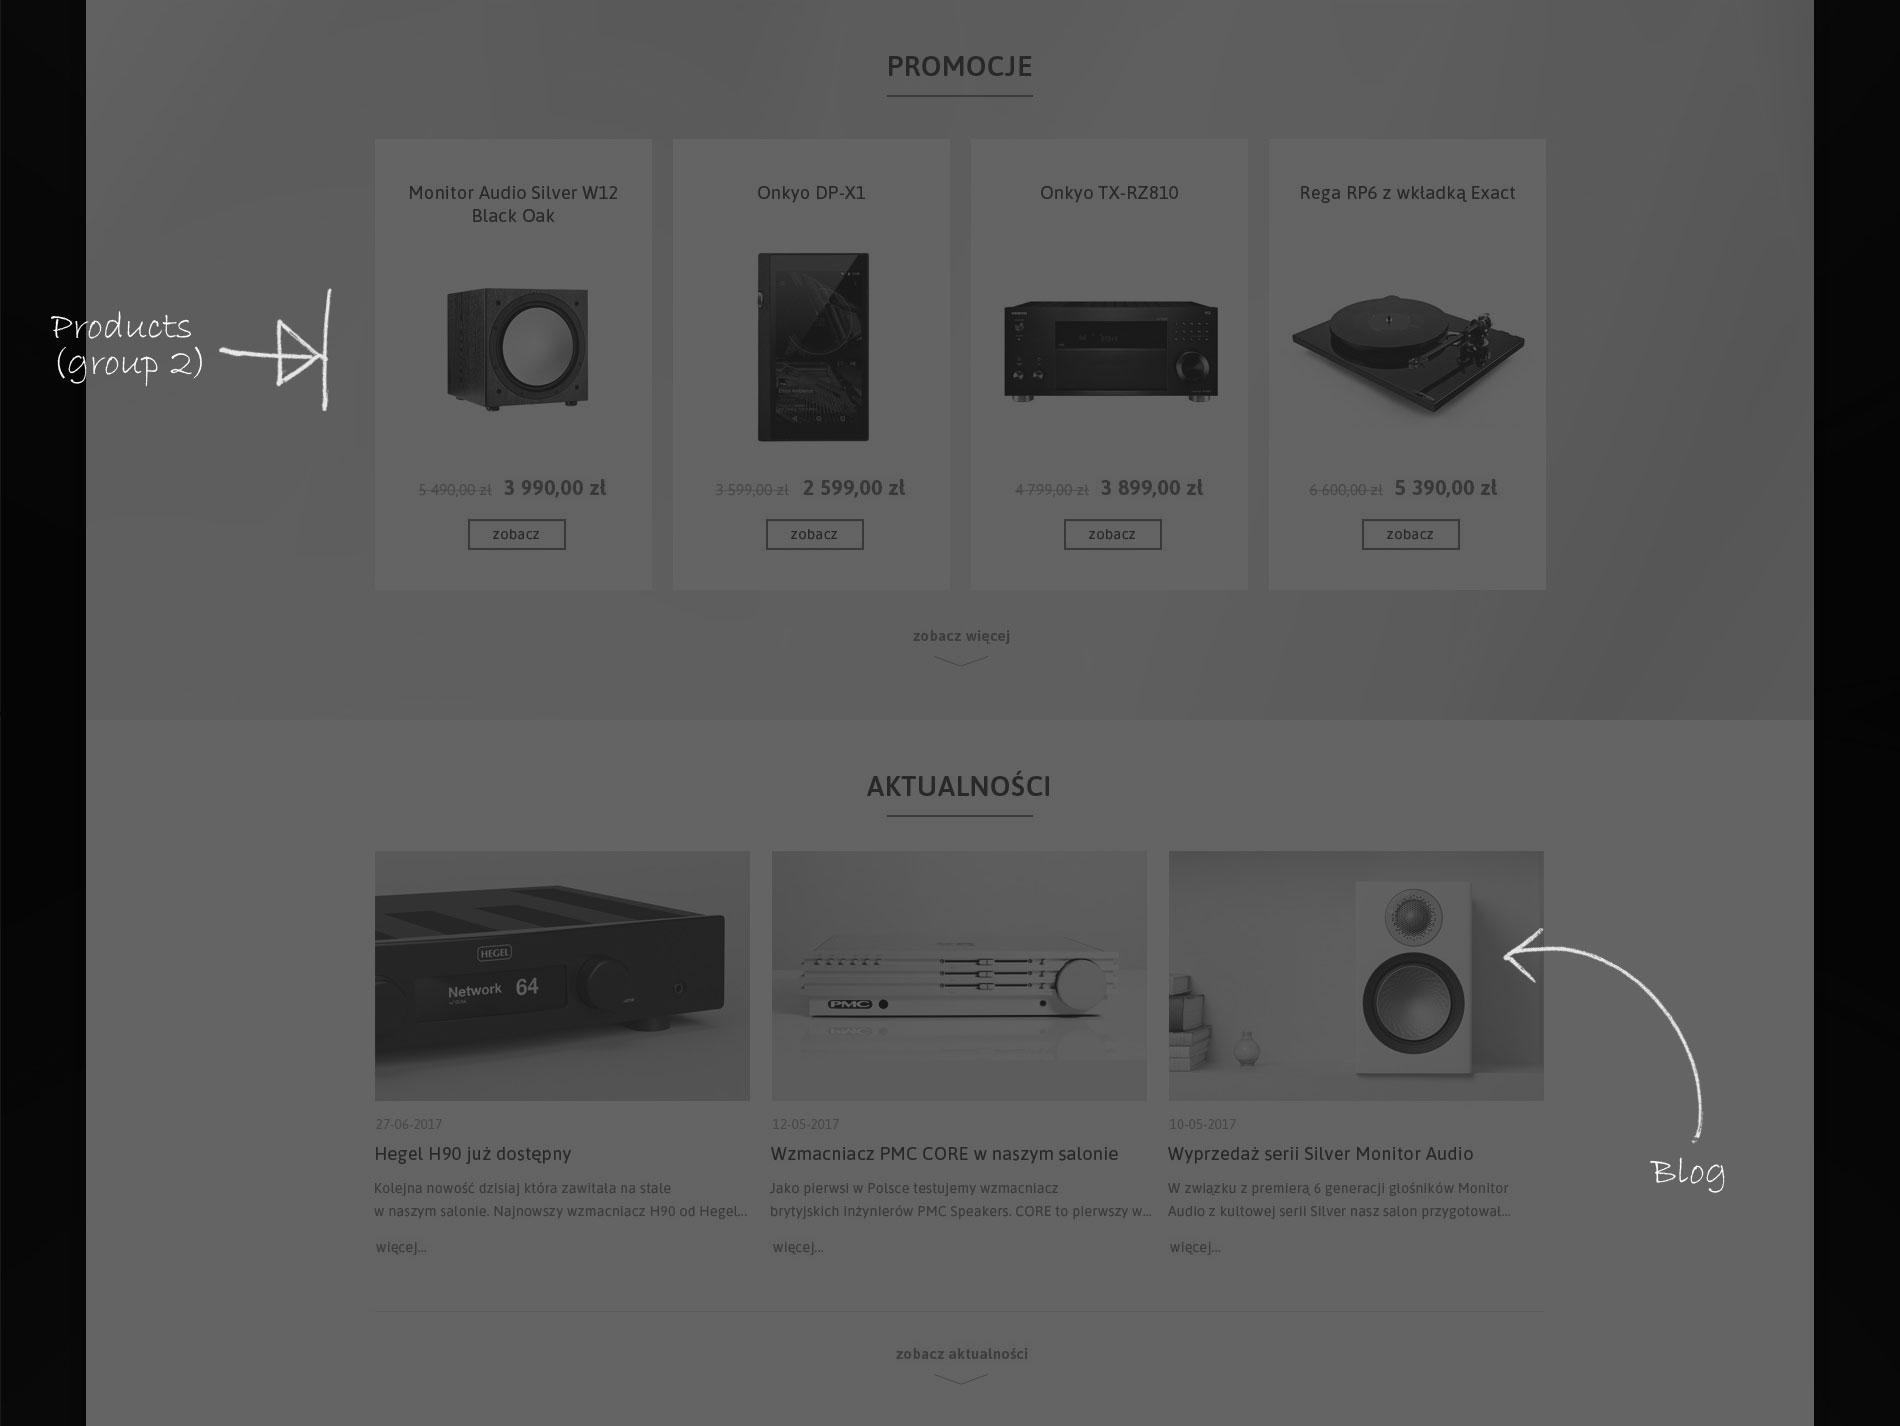 PROMOCJE
Monitor Audio Silver W12
Black Oak
Onkyo DP-X1
Onkyo TX-RZ810
Rega RP6 z wkładką Exact
Products
(group 2)
5 490,00 zł 3 990,00 zł
3 599,00 zł 2 599,00 zł
4 799,00 zł 3 899,00 zł
6 600,00 zł 5 390,00 zł
zobacz
zobacz
zobacz
zobacz
zobacz więcej
AKTUALNOŚCI
HEGEL
Network 64
PMC
27-06-2017
Hegel H90 już dostępny
Kolejna nowość dzisiaj która zawitała na stałe
w naszym salonie. Najnowszy wzmacniacz H90 od Hegel...
więcej...
12-05-2017
Wzmacniacz PMC CORE w naszym salonie
Jako pierwsi w Polsce testujemy wzmacniacz
brytyjskich inżynierów PMC Speakers. CORE to pierwszy w...
więcej...
10-05-2017
Wyprzedaż serii Silver Monitor Audio
W związku z premierą 6 generacji głośników Monitor
Audio z kultowej serii Silver nasz salon przygotował...
więcej...
Blog
zobacz aktualności